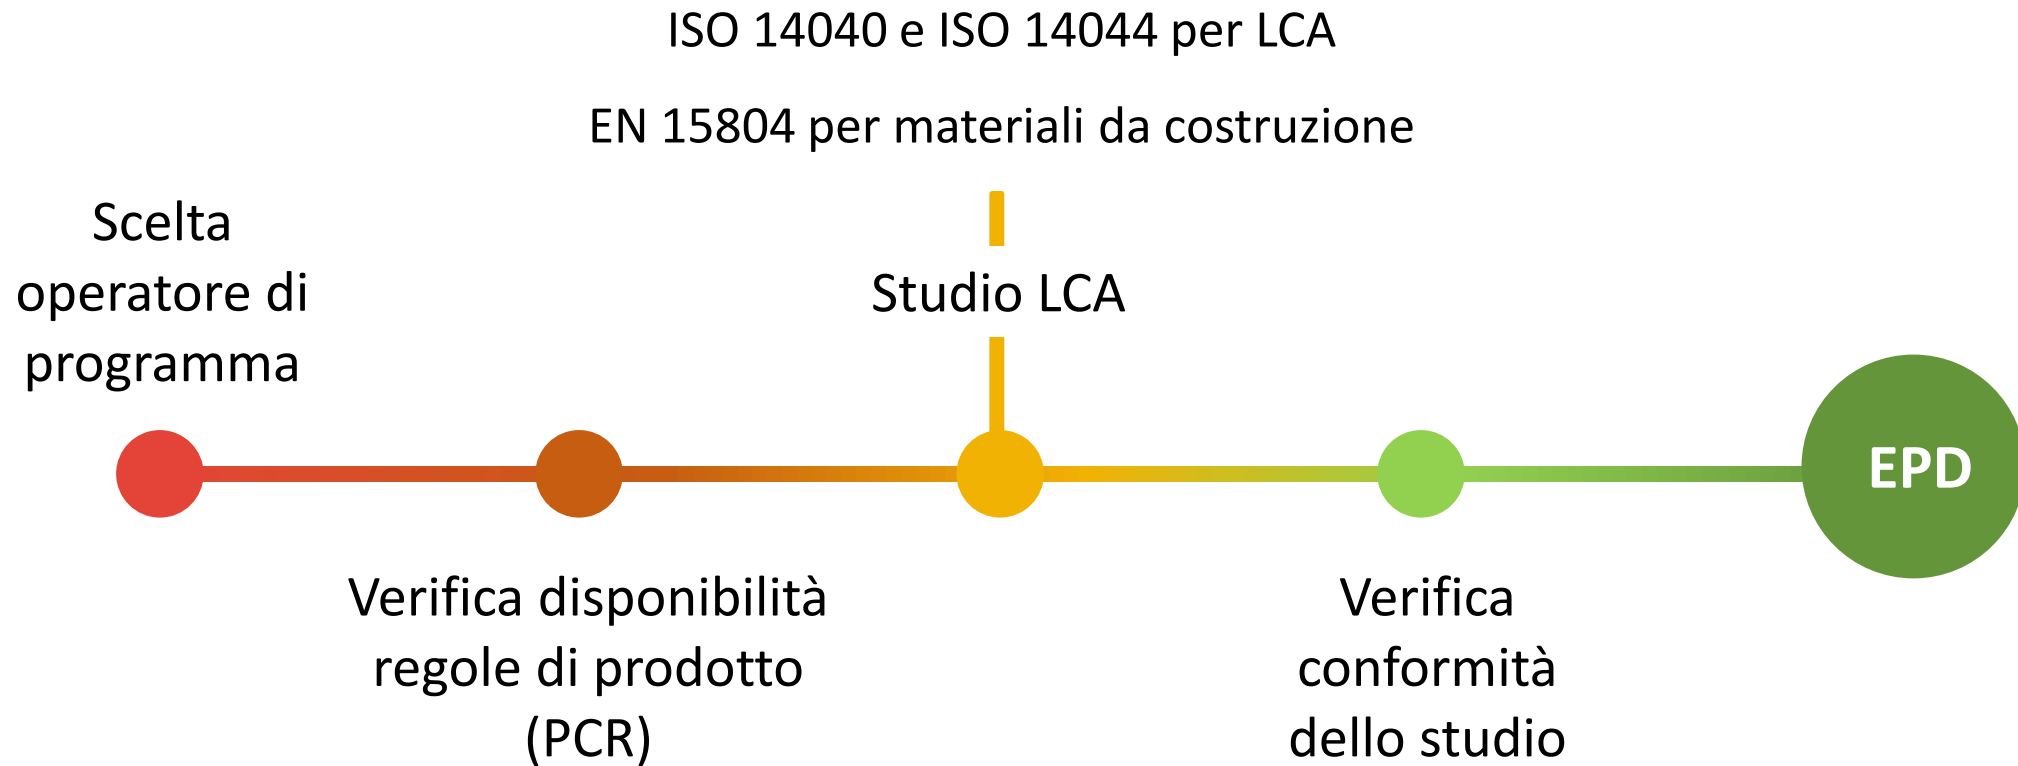 ISO 14040 e ISO 14044 per LCA
EN 15804 per materiali da costruzione
Scelta
operatore di
programma
Verifica disponibilità
regole di prodotto
(PCR)
Studio LCA
Verifica
conformità
dello studio
EPD